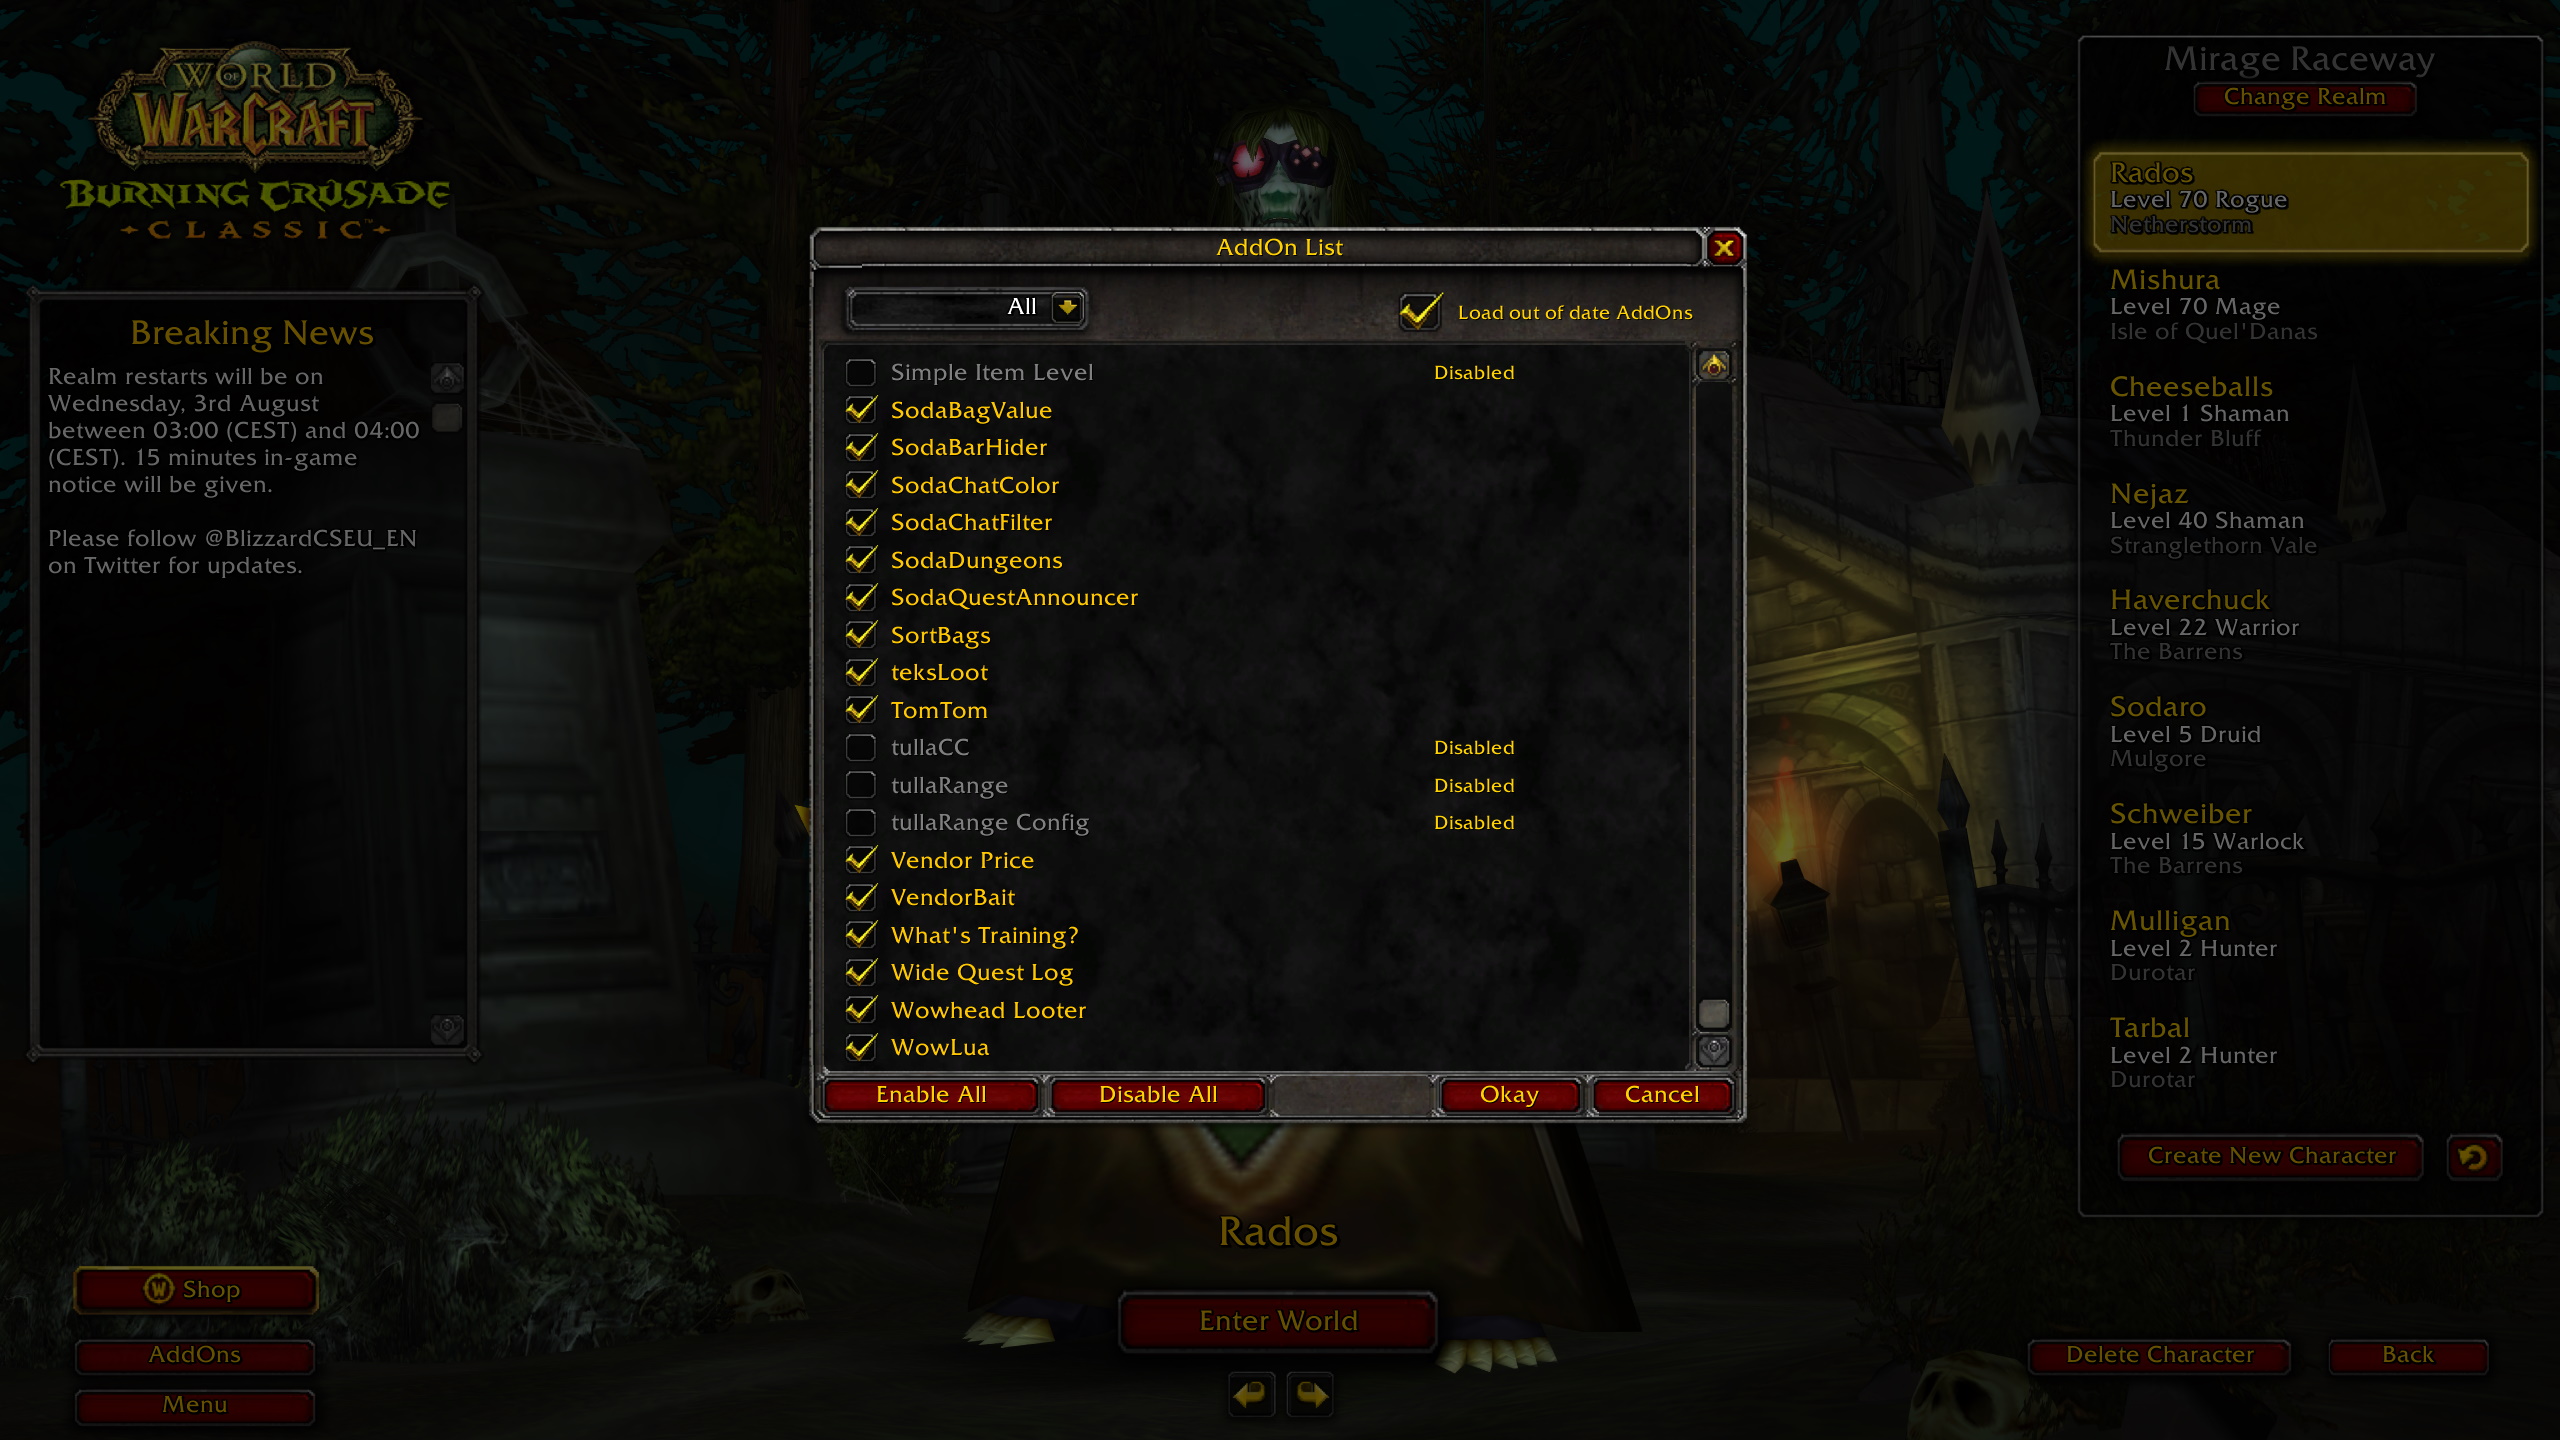 WORLD
OF
WARCRAFT
BURNING CRUSADE
CLASSIC™
Breaking News
Realm restarts will be on
Wednesday, 3rd August
between 03:00 (CEST) and 04:00
(CEST). 15 minutes in-game
notice will be given.
Please follow @BlizzardCSEU_EN
on Twitter for updates.
Shop
AddOns
Menu
AddOn List
All
Load out of date AddOns
Simple Item Level Disabled
SodaBagValue
SodaBarHider
SodaChatColor
SodaChatFilter
SodaDungeons
SodaQuestAnnouncer
SortBags
teksLoot
TomTom
tullaCC Disabled
tullaRange Disabled
tullaRange Config Disabled
Vendor Price
VendorBait
What's Training?
Wide Quest Log
Wowhead Looter
WowLua
Enable All Disable All Okay Cancel
Rados
Enter World
Mirage Raceway
Change Realm
Rados
Level 70 Rogue
Netherstorm
Mishura
Level 70 Mage
Isle of Quel'Danas
Cheeseballs
Level 1 Shaman
Thunder Bluff
Nejaz
Level 40 Shaman
Stranglethorn Vale
Haverchuck
Level 22 Warrior
The Barrens
Sodaro
Level 5 Druid
Mulgore
Schweiber
Level 15 Warlock
The Barrens
Mulligan
Level 2 Hunter
Durotar
Tarbal
Level 2 Hunter
Durotar
Create New Character
Delete Character Back